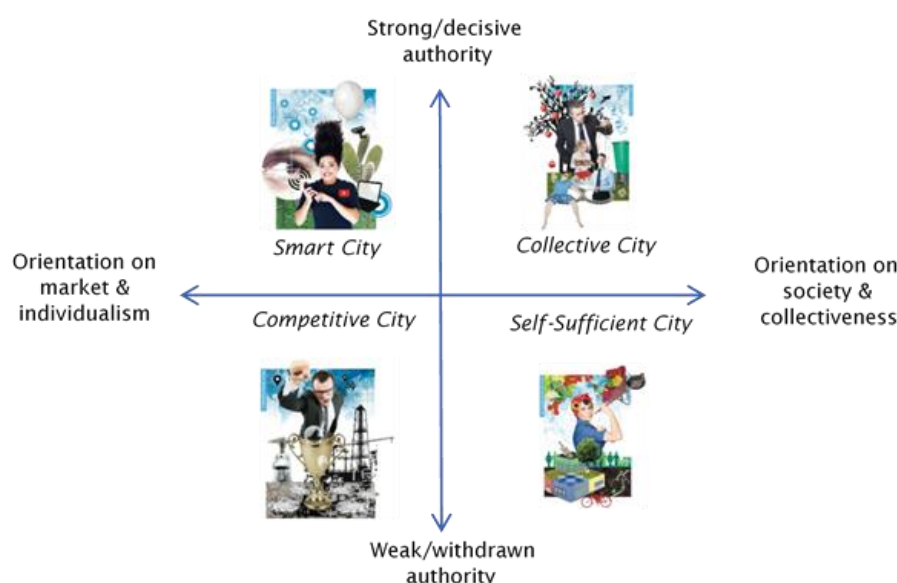 Strong/decisive
authority
Smart City
Collective City
Orientation on
market &
individualism
Orientation on
society &
collectiveness
Competitive City
Self-Sufficient City
Weak/withdrawn
authority